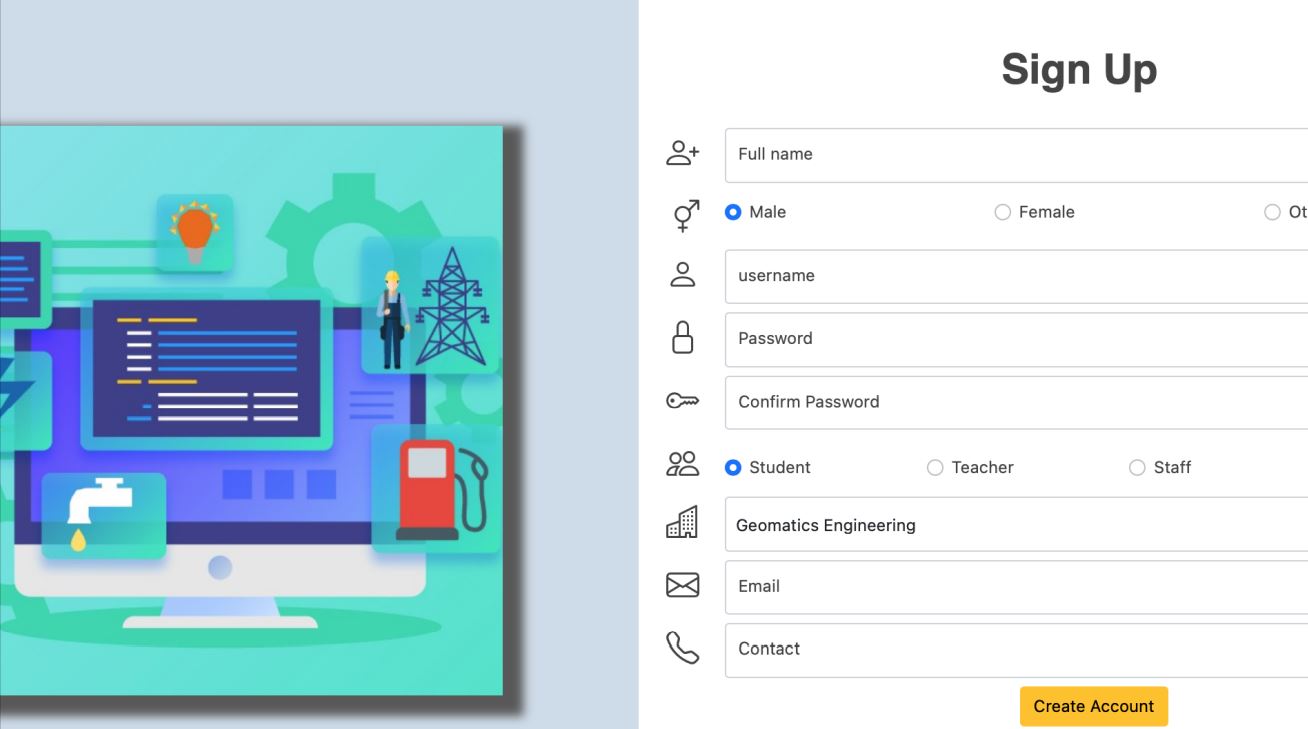 Sign Up
Full name
Male Female Ot
username
Password
Confirm Password
Student Teacher Staff
Geomatics Engineering
Email
Contact
Create Account